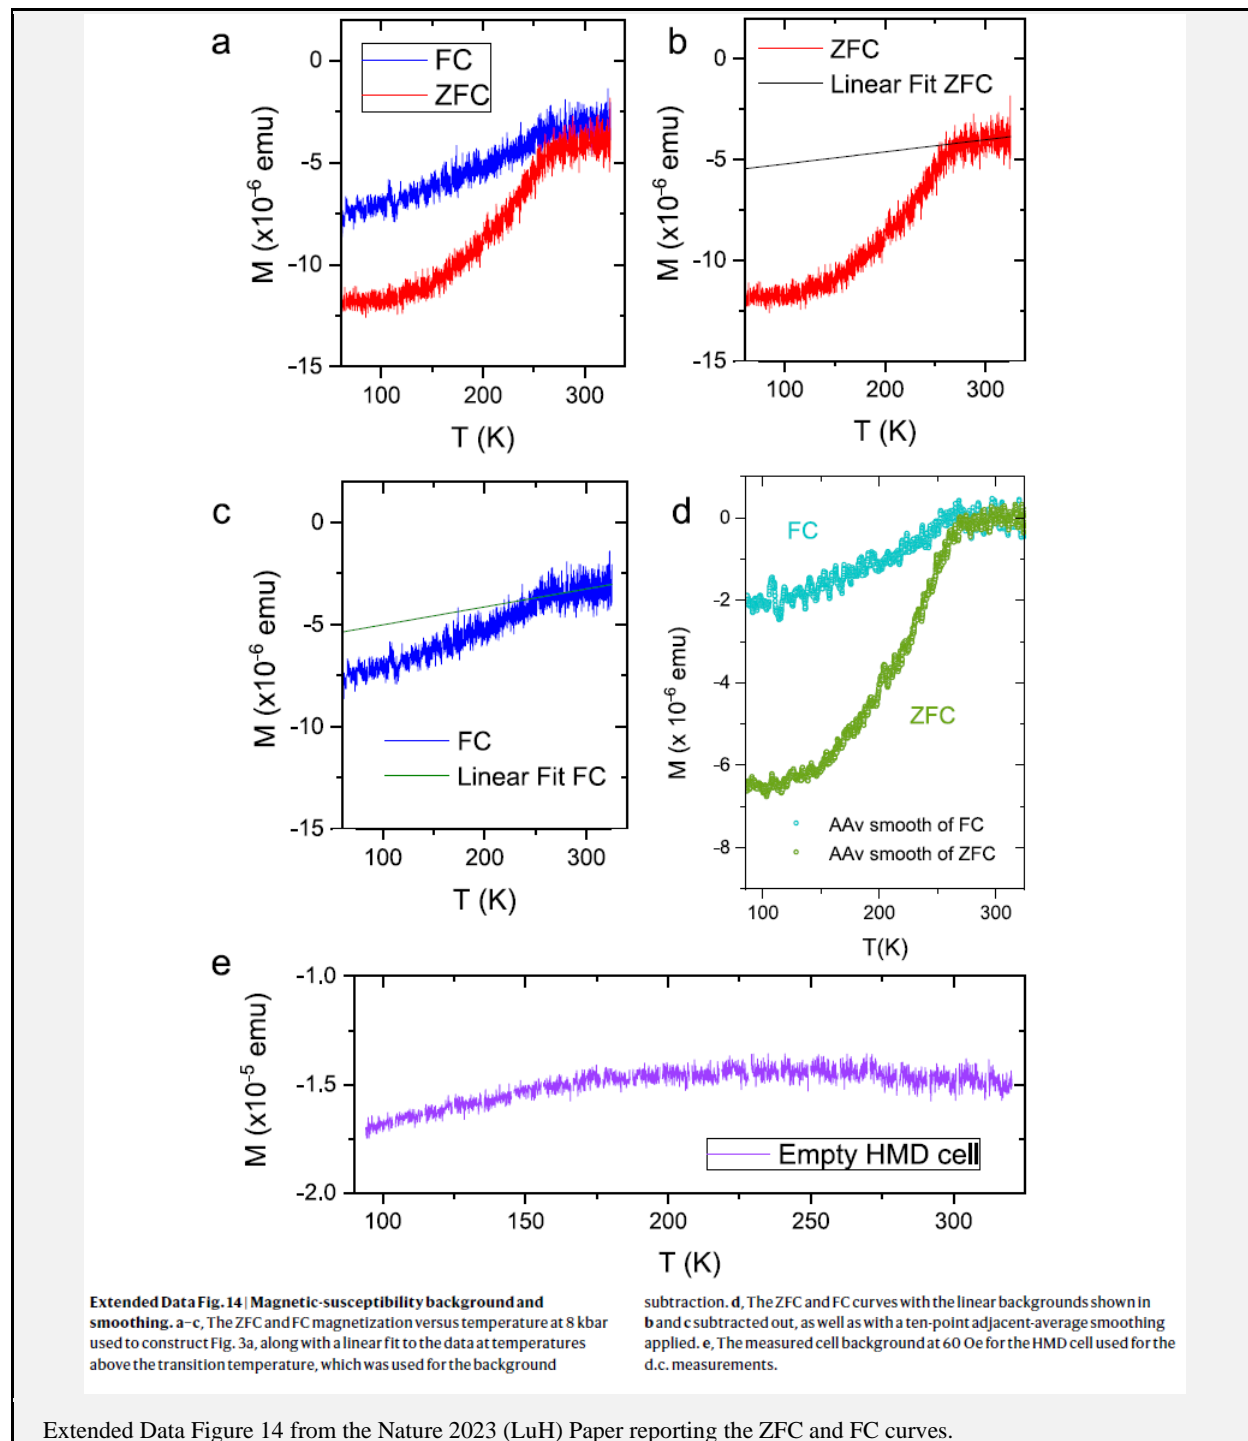 a
FC
ZFC
0
-5
-10
-15
M (x10⁻⁶ emu)
100
200
300
T (K)
b
ZFC
Linear Fit ZFC
0
-5
-10
-15
M (x10⁻⁶ emu)
100
200
300
T (K)
c
0
-5
-10
-15
M (x10⁻⁶ emu)
FC
Linear Fit FC
100
200
300
T (K)
d
0
-2
-4
-6
-8
M (x 10⁻⁶ emu)
FC
ZFC
AAv smooth of FC
AAv smooth of ZFC
100
200
300
T(K)
e
-1.0
-1.5
-2.0
M (x10⁻⁵ emu)
Empty HMD cell
100
150
200
250
300
T (K)
Extended Data Fig. 14 | Magnetic-susceptibility background and
smoothing. a–c, The ZFC and FC magnetization versus temperature at 8 kbar
used to construct Fig. 3a, along with a linear fit to the data at temperatures
above the transition temperature, which was used for the background
subtraction. d, The ZFC and FC curves with the linear backgrounds shown in
b and c subtracted out, as well as with a ten-point adjacent-average smoothing
applied. e, The measured cell background at 60 Oe for the HMD cell used for the
d.c. measurements.
Extended Data Figure 14 from the Nature 2023 (LuH) Paper reporting the ZFC and FC curves.